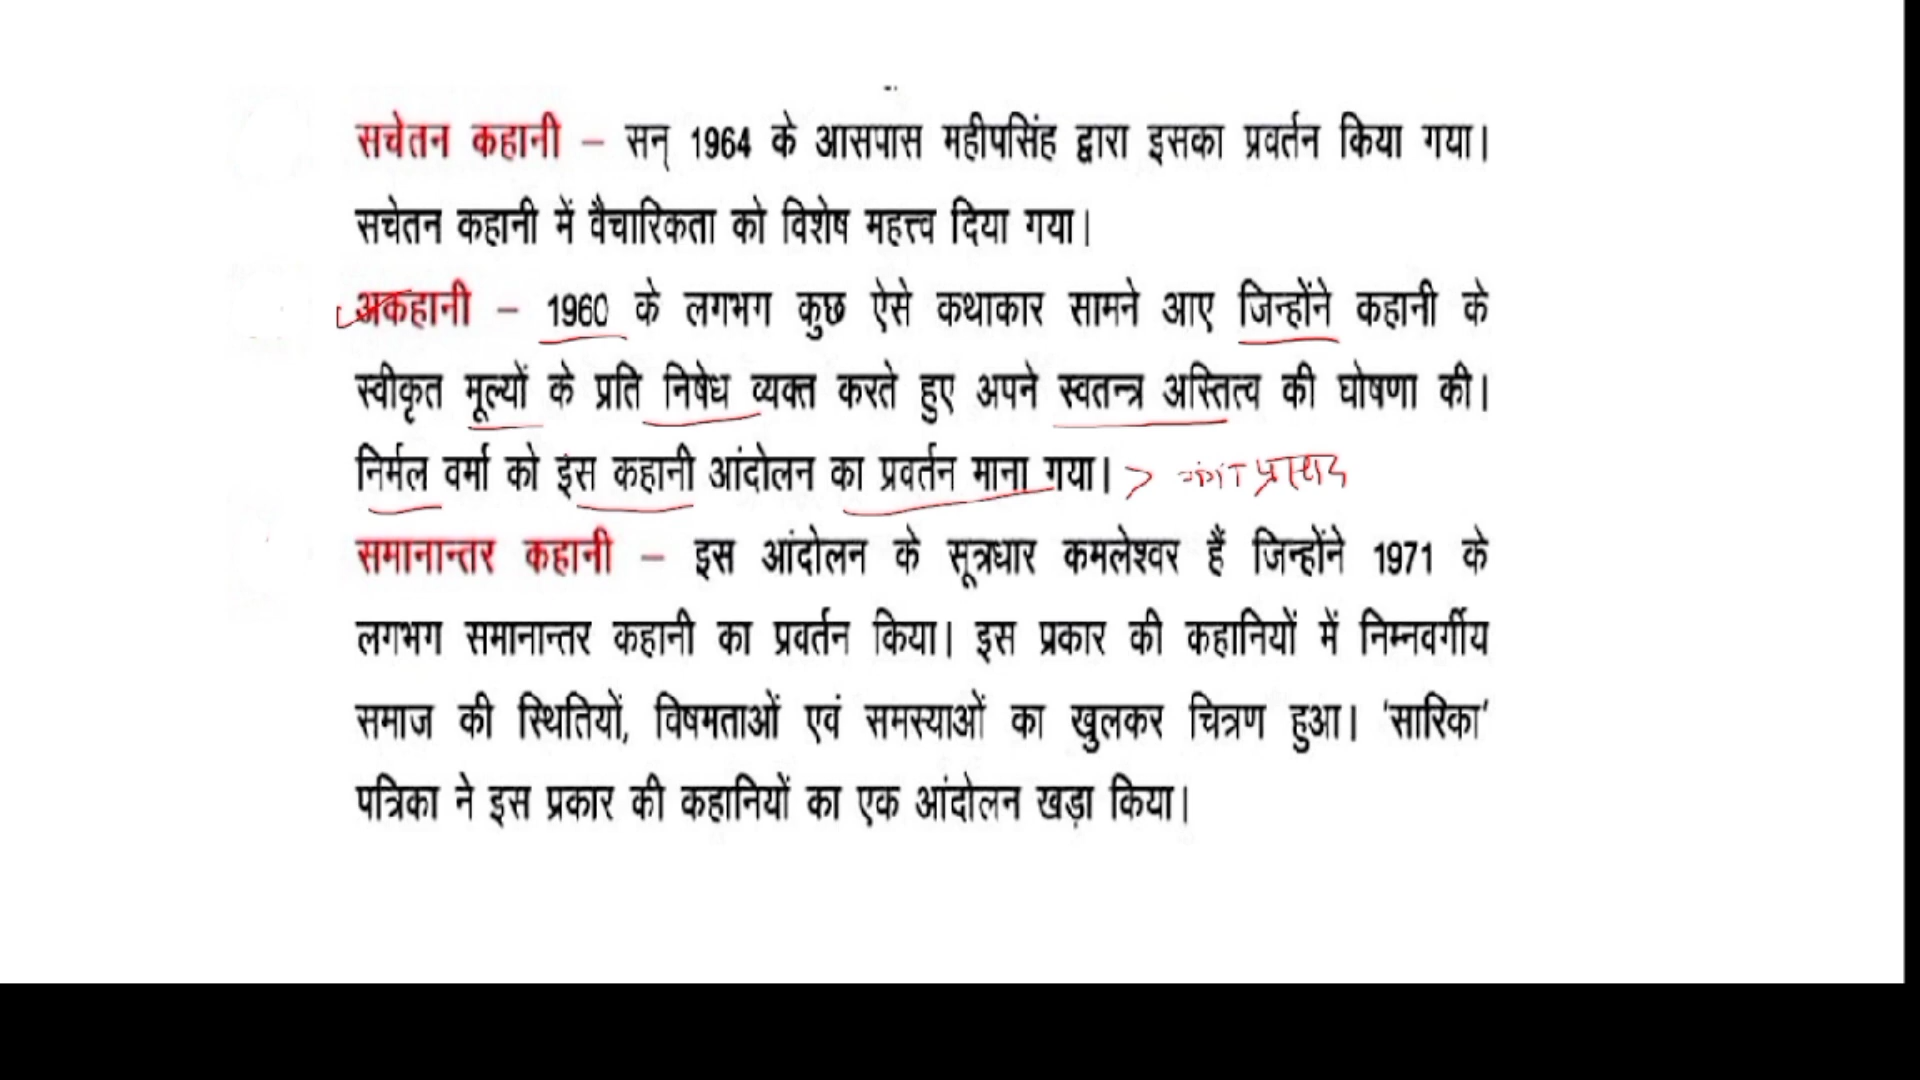 सचेतन कहानी – सन् 1964 के आसपास महीपसिंह द्वारा इसका प्रवर्तन किया गया।
सचेतन कहानी में वैचारिकता को विशेष महत्त्व दिया गया।
अकहानी – 1960 के लगभग कुछ ऐसे कथाकार सामने आए जिन्होंने कहानी के
स्वीकृत मूल्यों के प्रति निषेध व्यक्त करते हुए अपने स्वतन्त्र अस्तित्व की घोषणा की।
निर्मल वर्मा को इस कहानी आंदोलन का प्रवर्तन माना गया।
समानान्तर कहानी – इस आंदोलन के सूत्रधार कमलेश्वर हैं जिन्होंने 1971 के
लगभग समानान्तर कहानी का प्रवर्तन किया। इस प्रकार की कहानियों में निम्नवर्गीय
समाज की स्थितियों, विषमताओं एवं समस्याओं का खुलकर चित्रण हुआ। 'सारिका'
पत्रिका ने इस प्रकार की कहानियों का एक आंदोलन खड़ा किया।